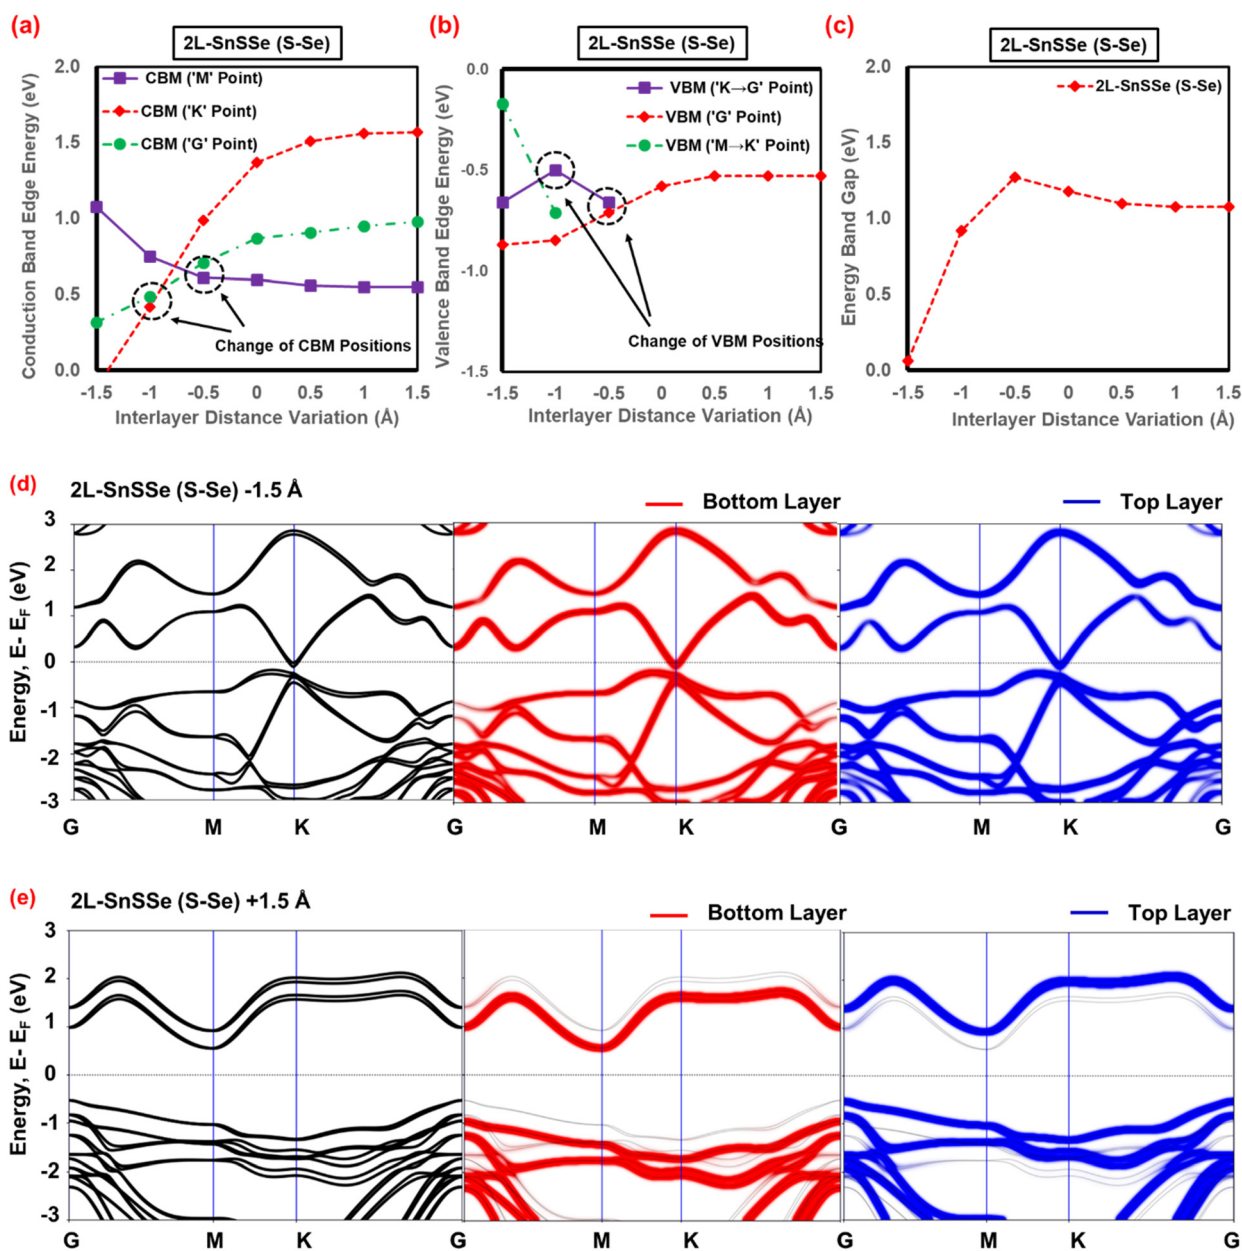 (a)
2L-SnSSe (S-Se)
Conduction Band Edge Energy (eV)
2.0
1.5
1.0
0.5
0.0
CBM ('M' Point)
CBM ('K' Point)
CBM ('G' Point)
Change of CBM Positions
-1.5 -1 -0.5 0 0.5 1 1.5
Interlayer Distance Variation (Å)
(b)
2L-SnSSe (S-Se)
Valence Band Edge Energy (eV)
0.0
-0.5
-1.0
-1.5
VBM ('K→G' Point)
VBM ('G' Point)
VBM ('M→K' Point)
Change of VBM Positions
-1.5 -1 -0.5 0 0.5 1 1.5
Interlayer Distance Variation (Å)
(c)
2L-SnSSe (S-Se)
Energy Band Gap (eV)
2.0
1.5
1.0
0.5
0.0
2L-SnSSe (S-Se)
-1.5 -1 -0.5 0 0.5 1 1.5
Interlayer Distance Variation (Å)
(d)
2L-SnSSe (S-Se) -1.5 Å
Bottom Layer
Top Layer
Energy, E- EF (eV)
3
2
1
0
-1
-2
-3
G M K G M K G M K G
(e)
2L-SnSSe (S-Se) +1.5 Å
Bottom Layer
Top Layer
Energy, E- EF (eV)
3
2
1
0
-1
-2
-3
G M K G M K G M K G